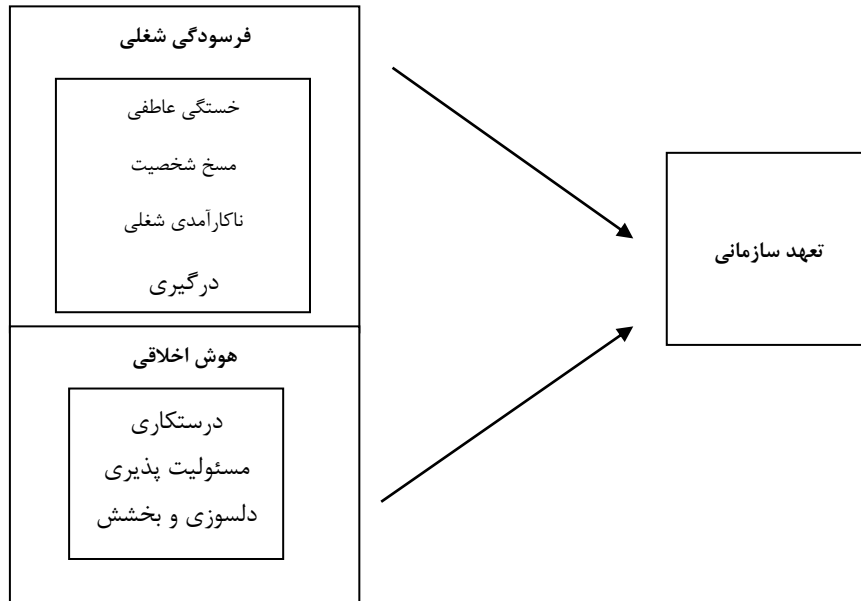 فرسودگی شغلی
خستگی عاطفی
مسخ شخصیت
ناکارآمدی شغلی
درگیری
هوش اخلاقی
درستکاری
مسئولیت پذیری
دلسوزی و بخشش
تعهد سازمانی